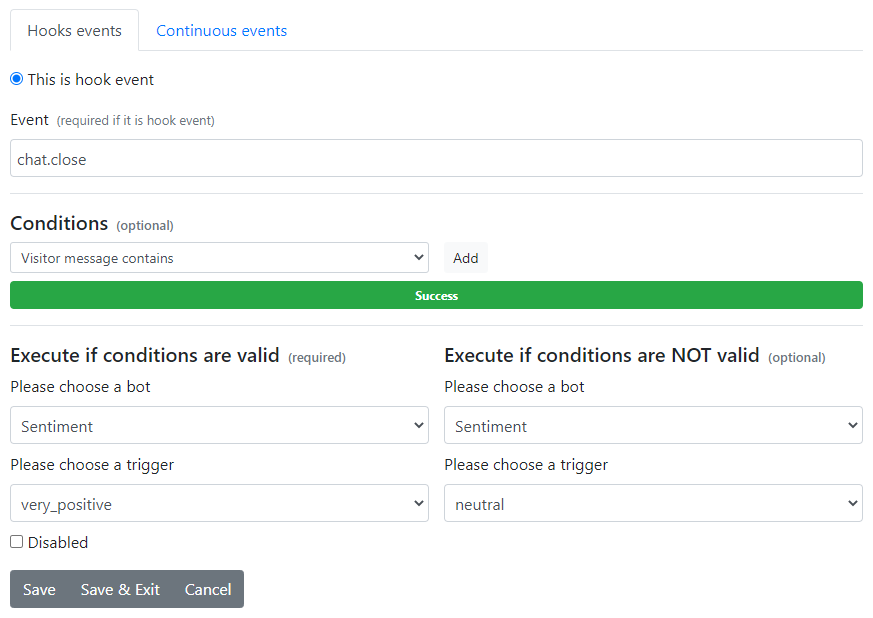 Hooks events Continuous events
This is hook event
Event (required if it is hook event)
chat.close
Conditions (optional)
Visitor message contains Add
Success
Execute if conditions are valid (required) Execute if conditions are NOT valid (optional)
Please choose a bot Please choose a bot
Sentiment Sentiment
Please choose a trigger Please choose a trigger
very_positive neutral
Disabled
Save Save & Exit Cancel